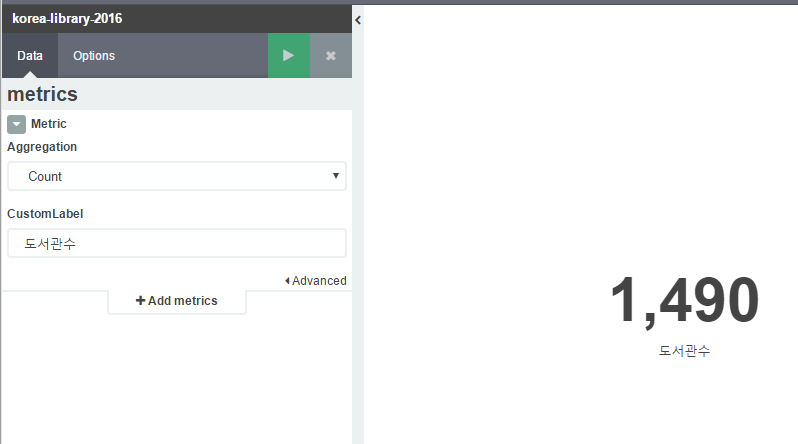 korea-library-2016
Data Options
metrics
Metric
Aggregation
Count
CustomLabel
도서관수
Advanced
Add metrics
1,490
도서관수